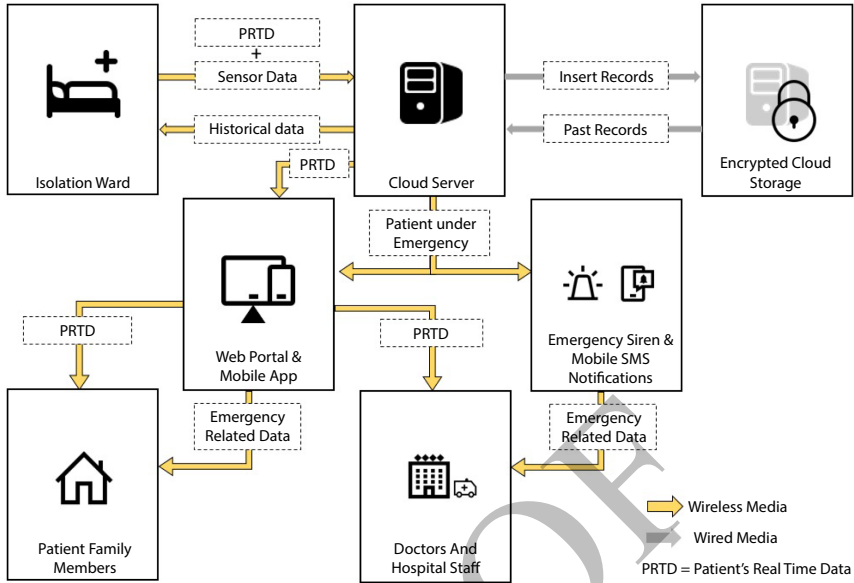 PRTD
+
Sensor Data
Historical data
Isolation Ward
PRTD
Cloud Server
Insert Records
Past Records
Encrypted Cloud
Storage
Patient under
Emergency
Web Portal &
Mobile App
Emergency Siren &
Mobile SMS
Notifications
PRTD
PRTD
Emergency
Related Data
Emergency
Related Data
Patient Family
Members
Doctors And
Hospital Staff
Wireless Media
Wired Media
PRTD = Patient's Real Time Data
OF